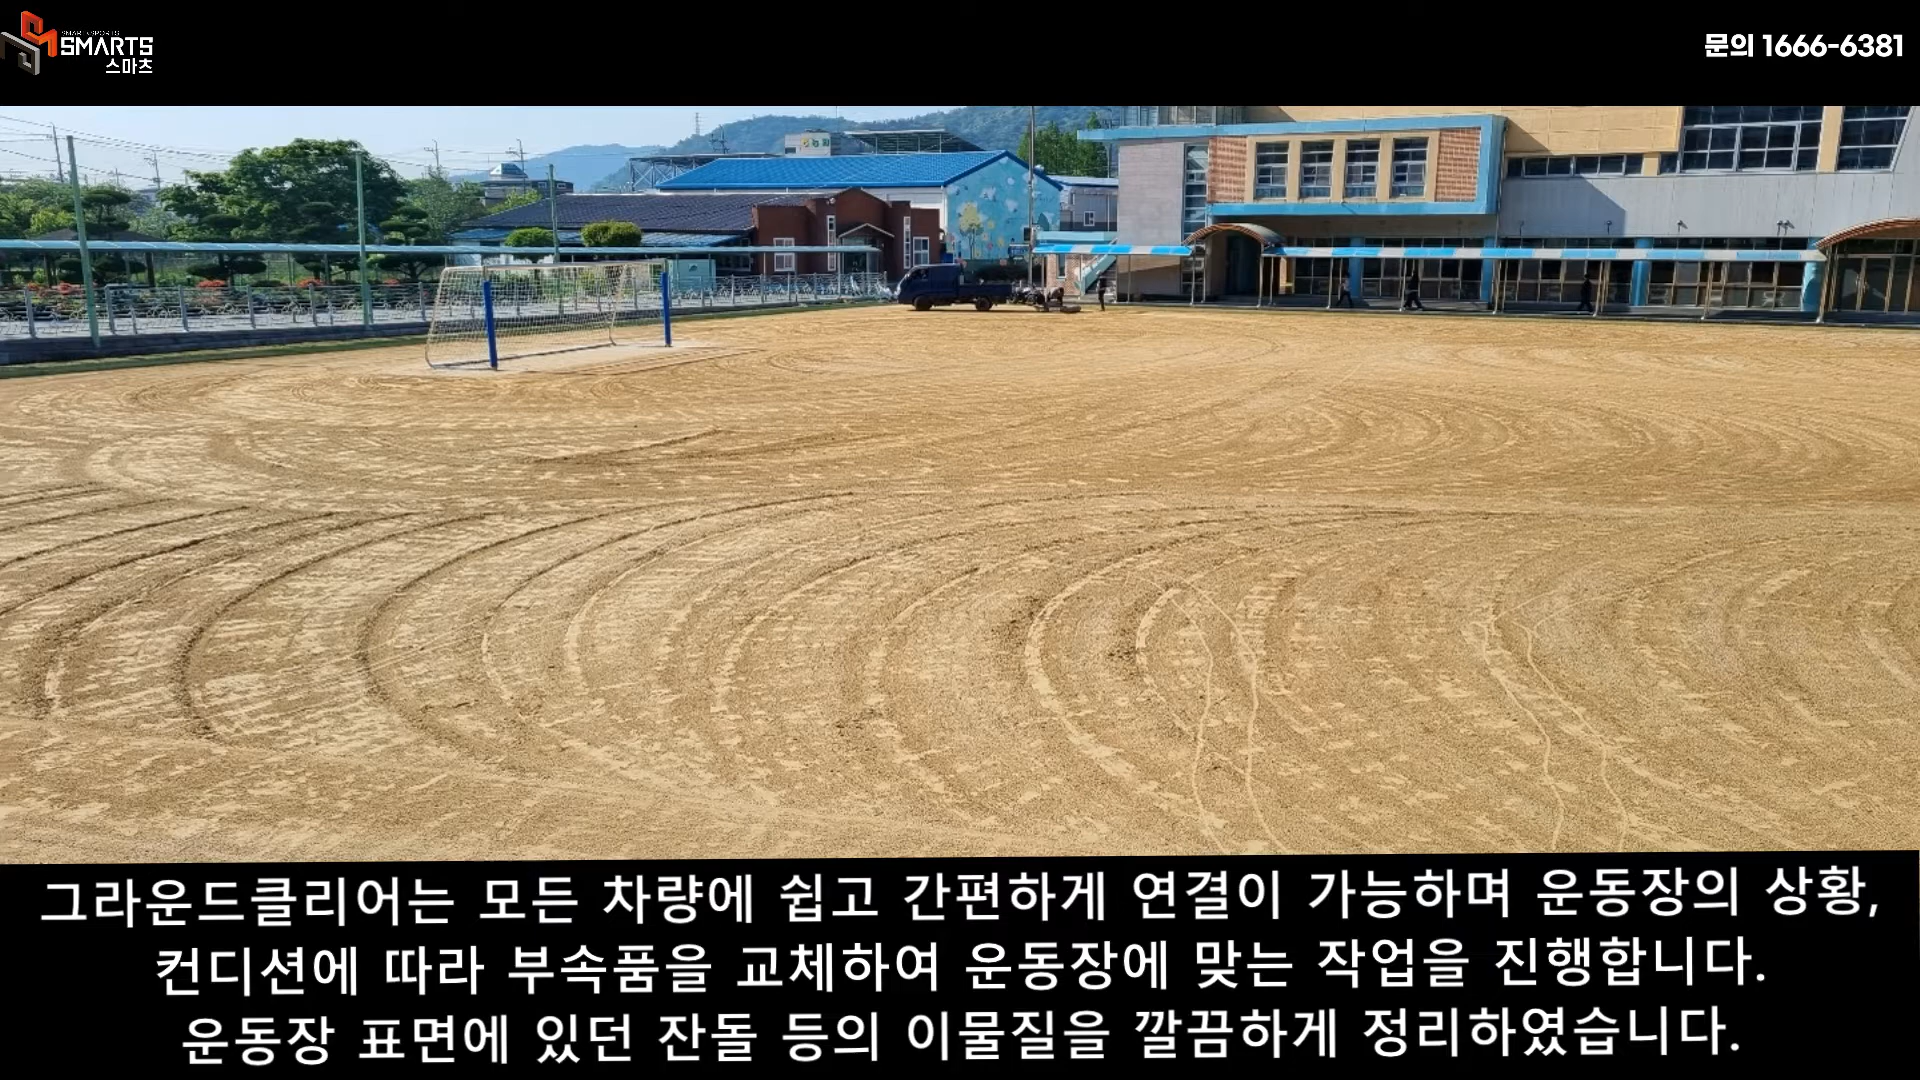 SMARTS
스마츠
문의 1666-6381
그라운드클리어는 모든 차량에 쉽고 간편하게 연결이 가능하며 운동장의 상황,
컨디션에 따라 부속품을 교체하여 운동장에 맞는 작업을 진행합니다.
운동장 표면에 있던 잔돌 등의 이물질을 깔끔하게 정리하였습니다.